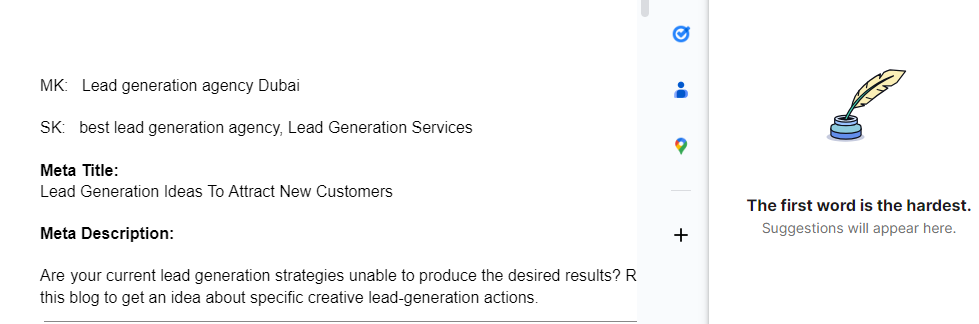 MK: Lead generation agency Dubai
SK: best lead generation agency, Lead Generation Services
Meta Title:
Lead Generation Ideas To Attract New Customers
Meta Description:
Are your current lead generation strategies unable to produce the desired results? R
this blog to get an idea about specific creative lead-generation actions.
The first word is the hardest.
Suggestions will appear here.